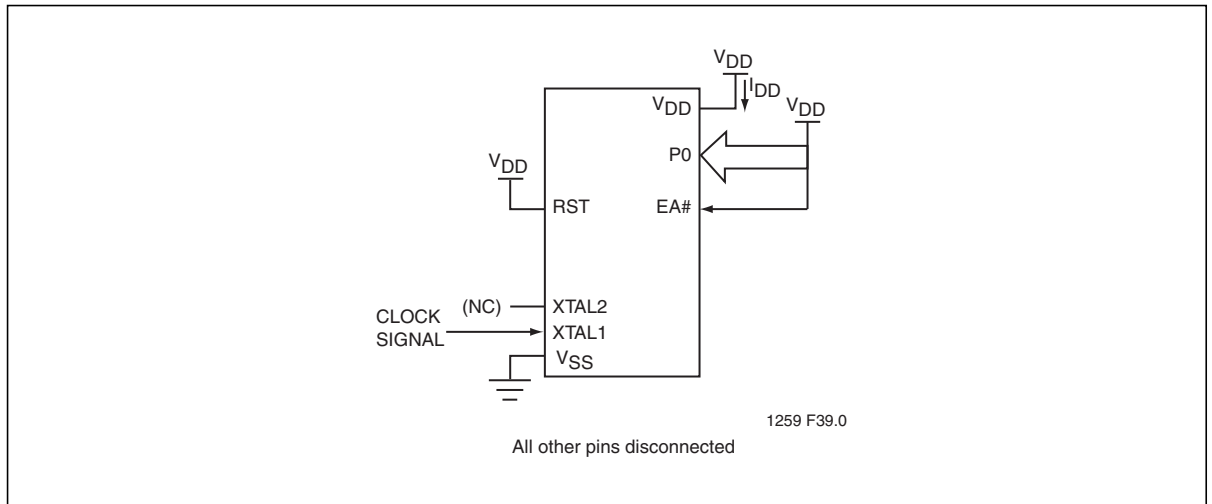 VDD
IDD
VDD
VDD
P0
VDD
RST
EA#
(NC)
XTAL2
CLOCK
SIGNAL
XTAL1
VSS
1259 F39.0
All other pins disconnected